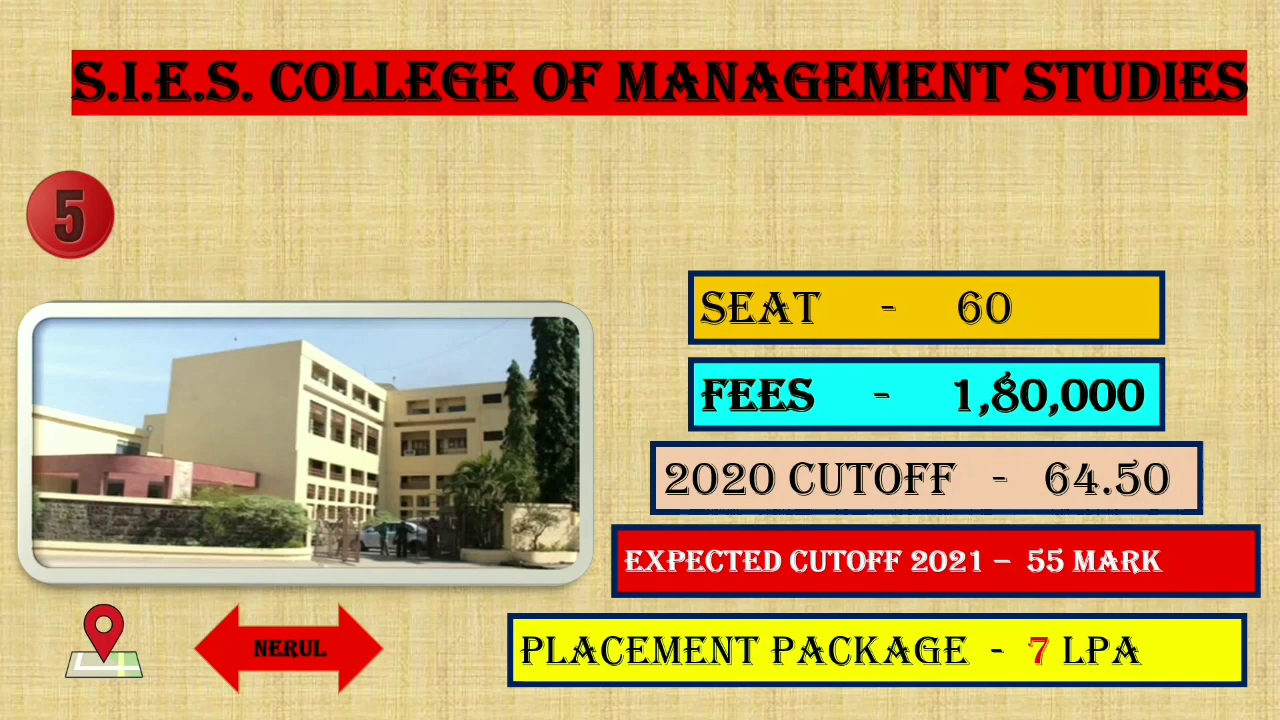 S.I.E.S. COLLEGE OF MANAGEMENT STUDIES
5
SEAT - 60
FEES - 1,80,000
2020 CUTOFF - 64.50
EXPECTED CUTOFF 2021 – 55 MARK
PLACEMENT PACKAGE - 7 LPA
NERUL